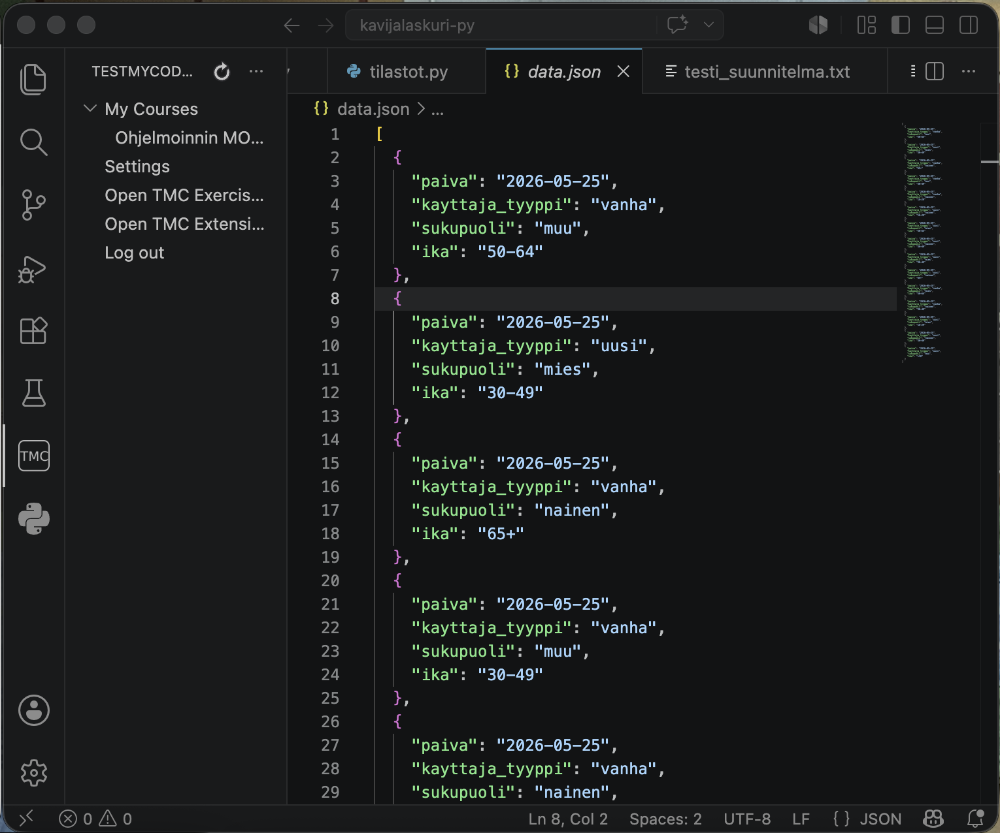 kavijalaskuri-py
TESTMYCOD...
tilastot.py
data.json
testi_suunnitelma.txt
My Courses
Ohjelmoinnin MO...
Settings
Open TMC Exercis...
Open TMC Extensi...
Log out
TMC
{} data.json > ...
1 [
2 {
3 "paiva": "2026-05-25",
4 "kayttaja_tyyppi": "vanha",
5 "sukupuoli": "muu",
6 "ika": "50-64"
7 },
8 {
9 "paiva": "2026-05-25",
10 "kayttaja_tyyppi": "uusi",
11 "sukupuoli": "mies",
12 "ika": "30-49"
13 },
14 {
15 "paiva": "2026-05-25",
16 "kayttaja_tyyppi": "vanha",
17 "sukupuoli": "nainen",
18 "ika": "65+"
19 },
20 {
21 "paiva": "2026-05-25",
22 "kayttaja_tyyppi": "vanha",
23 "sukupuoli": "muu",
24 "ika": "30-49"
25 },
26 {
27 "paiva": "2026-05-25",
28 "kayttaja_tyyppi": "vanha",
29 "sukupuoli": "nainen",
0 0
Ln 8, Col 2
Spaces: 2
UTF-8
LF
{} JSON